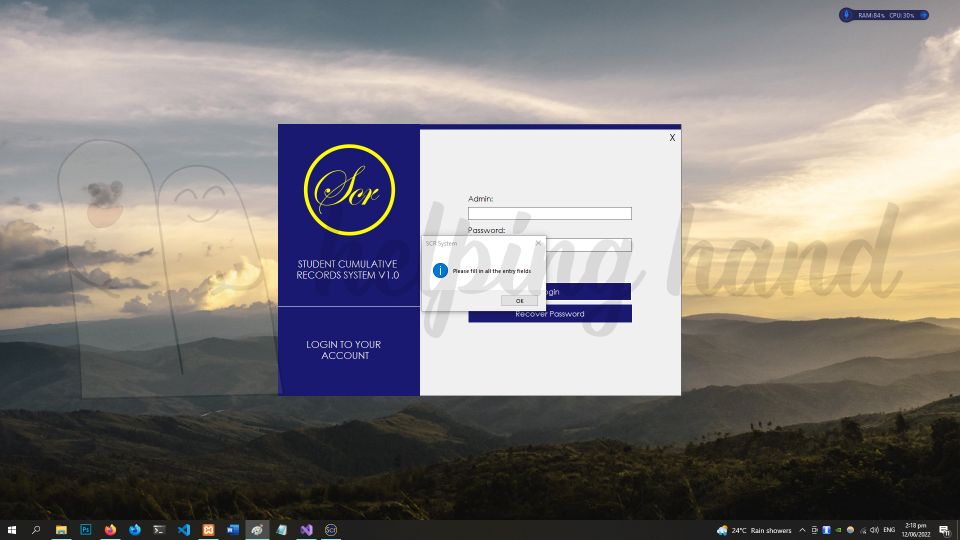 RAM:84% CPU:30%
X
Scr
Admin:
Password:
SCR System
STUDENT CUMULATIVE
RECORDS SYSTEM V1.0
Please fill in all the entry fields
OK
Login
Recover Password
LOGIN TO YOUR
ACCOUNT
helping hand
24°C Rain showers
ENG
2:18 pm
12/06/2022